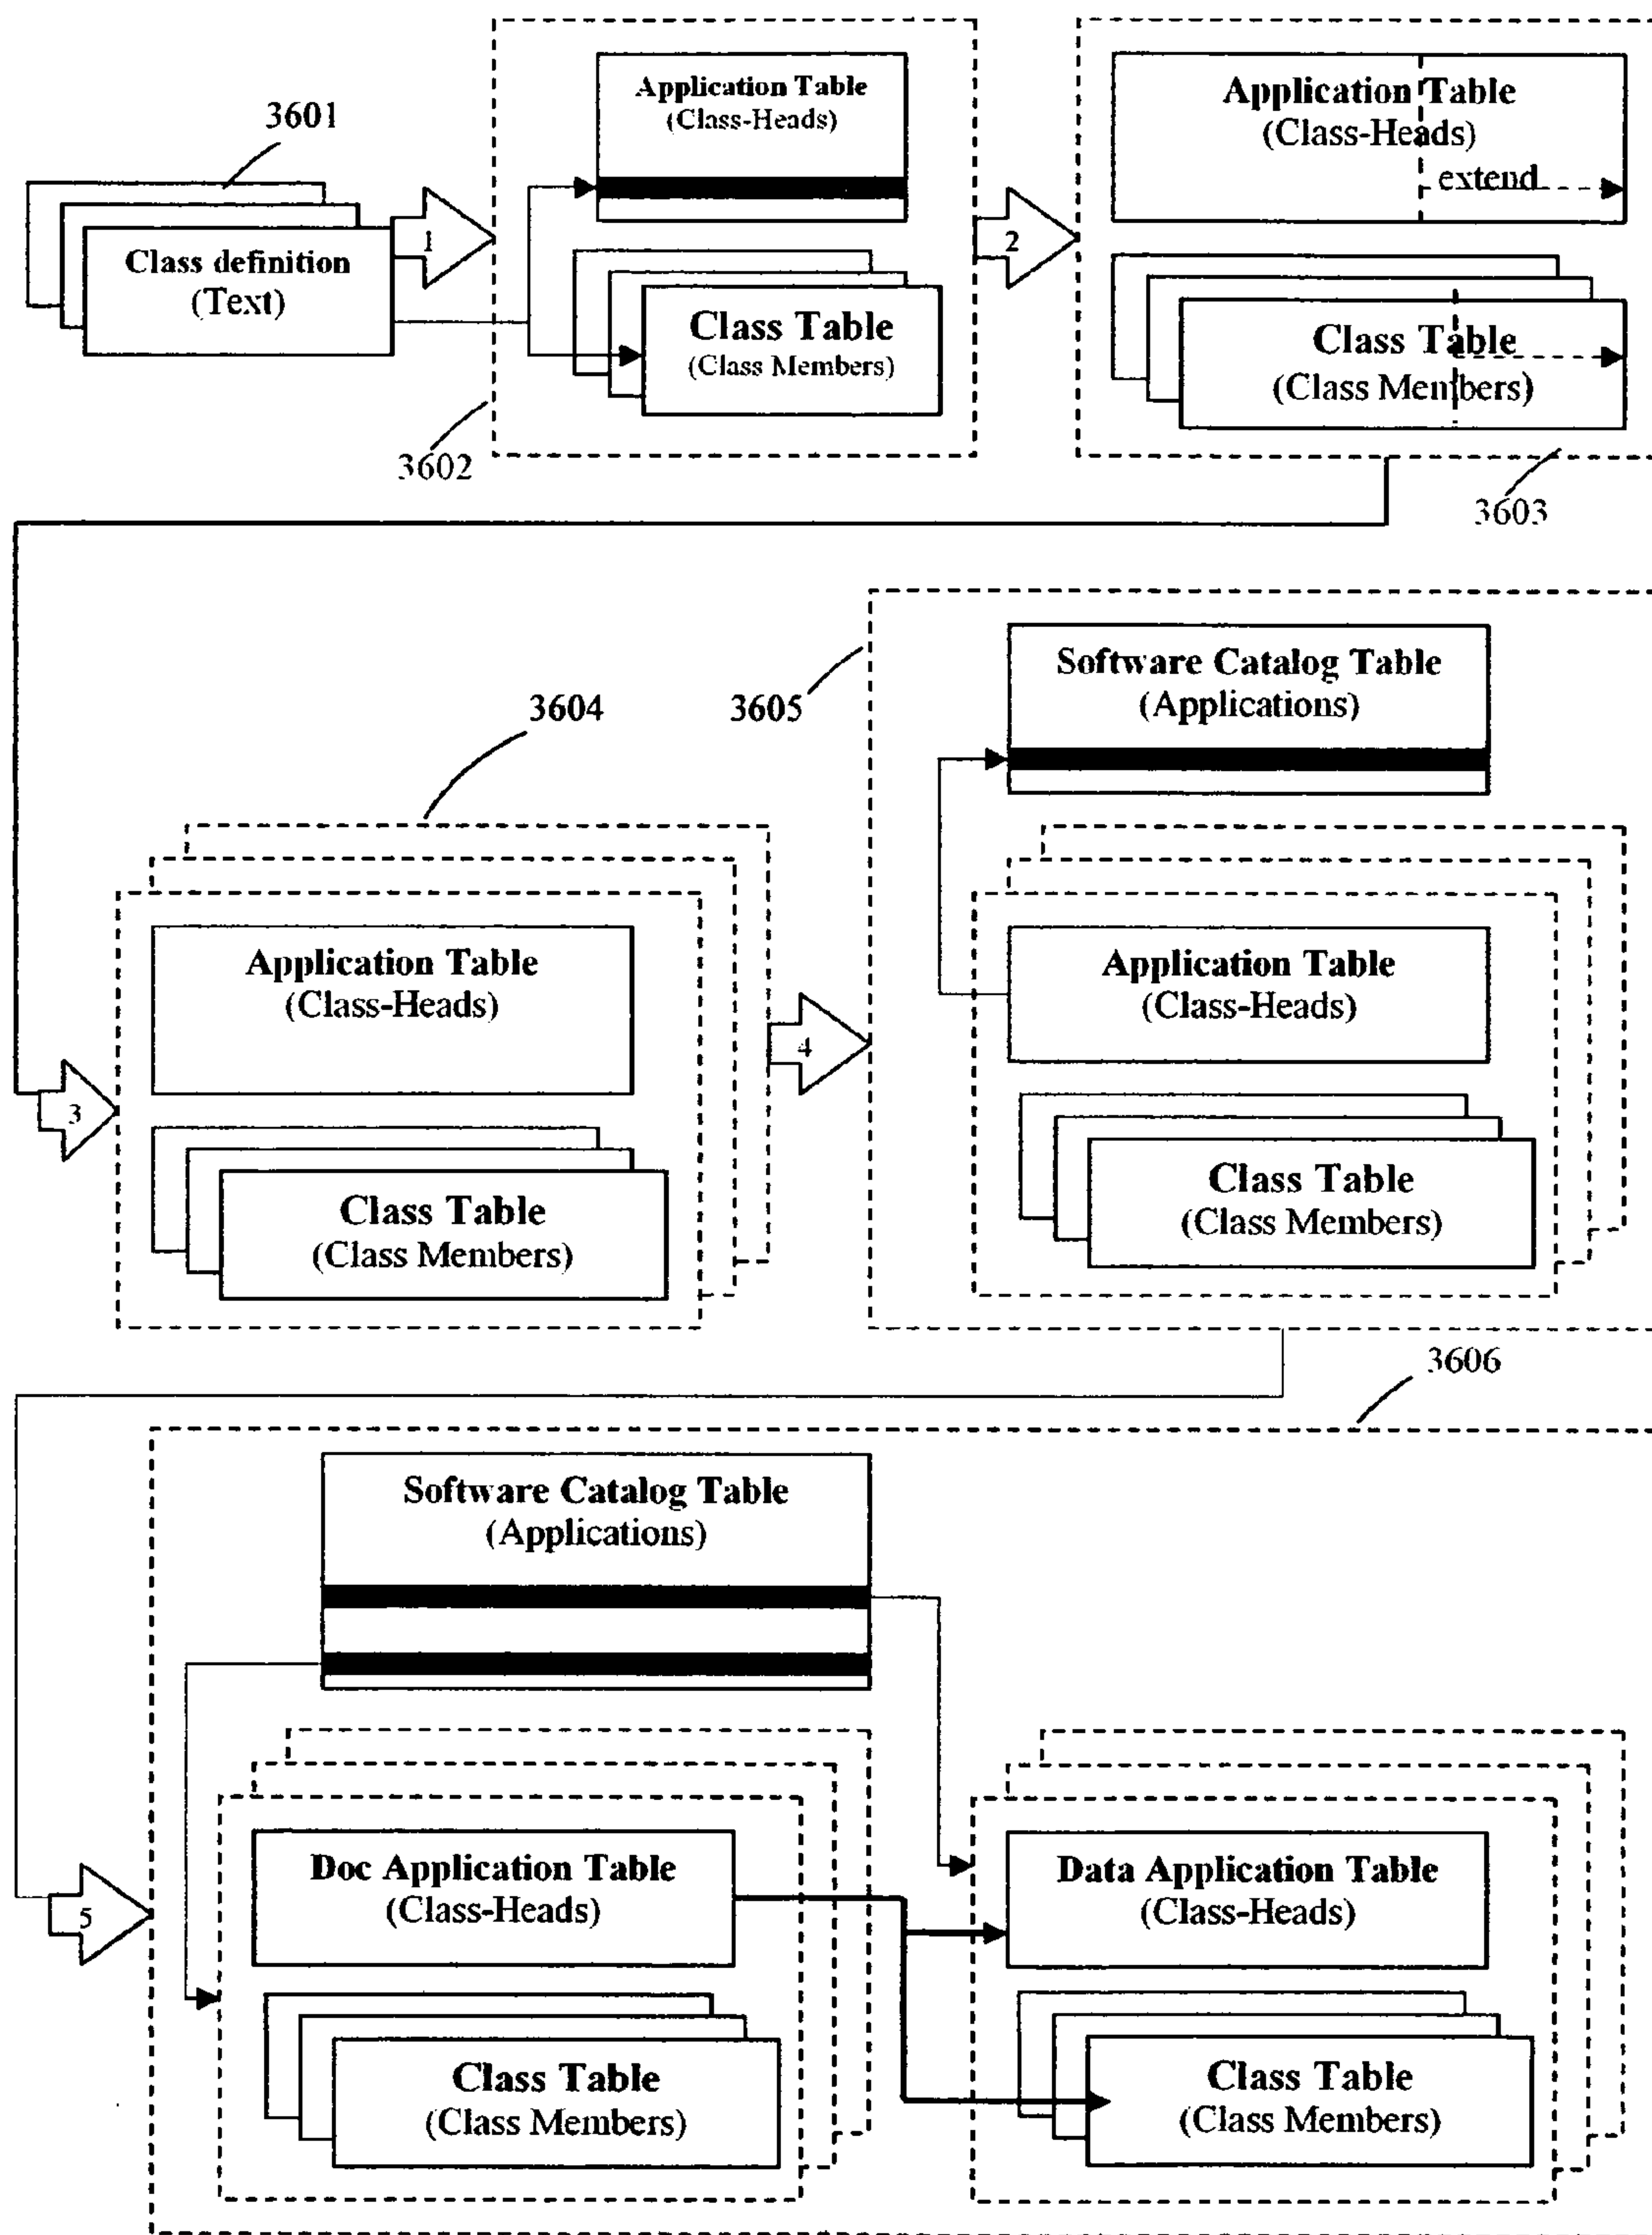 3601
Class definition
(Text)
1
Application Table
(Class-Heads)
Class Table
(Class Members)
3602
2
Application Table
(Class-Heads)
extend
Class Table
(Class Members)
3603
3604
3
Application Table
(Class-Heads)
Class Table
(Class Members)
4
3605
Software Catalog Table
(Applications)
Application Table
(Class-Heads)
Class Table
(Class Members)
3606
5
Software Catalog Table
(Applications)
Doc Application Table
(Class-Heads)
Class Table
(Class Members)
Data Application Table
(Class-Heads)
Class Table
(Class Members)